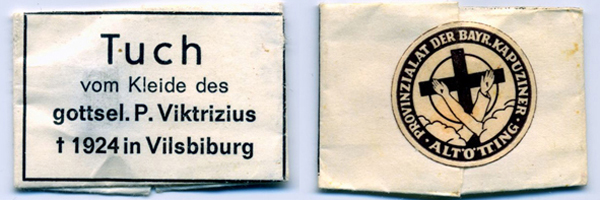 Tuch
vom Kleide des
gottsel. P. Viktrizius
† 1924 in Vilsbiburg
· PROVINZIALAT DER BAYR. KAPUZINER ·
ALTÖTTING